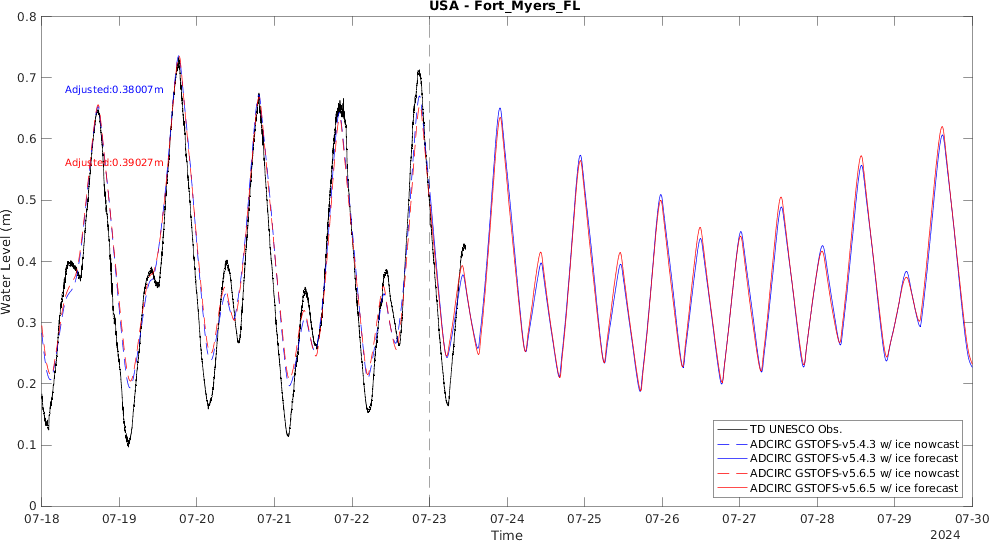 USA - Fort_Myers_FL
0.8
0.7
0.6
0.5
0.4
0.3
0.2
0.1
0
Water Level (m)
Adjusted:0.38007m
Adjusted:0.39027m
TD UNESCO Obs.
ADCIRC GSTOFS-v5.4.3 w/ ice nowcast
ADCIRC GSTOFS-v5.4.3 w/ ice forecast
ADCIRC GSTOFS-v5.6.5 w/ ice nowcast
ADCIRC GSTOFS-v5.6.5 w/ ice forecast
07-18 07-19 07-20 07-21 07-22 07-23 07-24 07-25 07-26 07-27 07-28 07-29 07-30
Time
2024